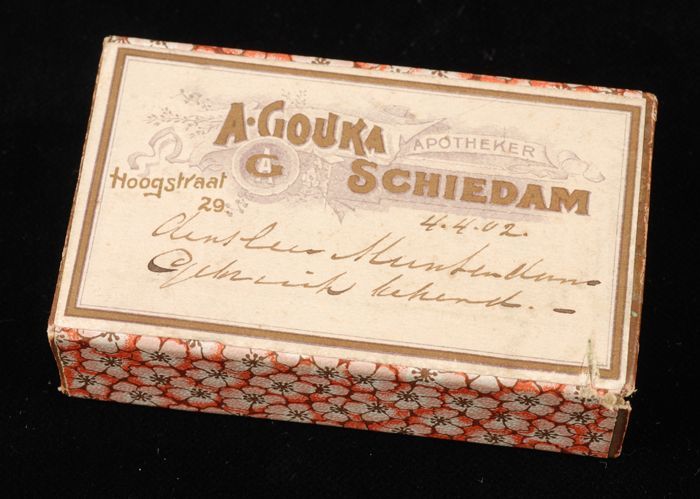 A. GOUKA
APOTHEKER
G
SCHIEDAM
Hoogstraat
29.
4.4.02.
Gebruik bekend. —